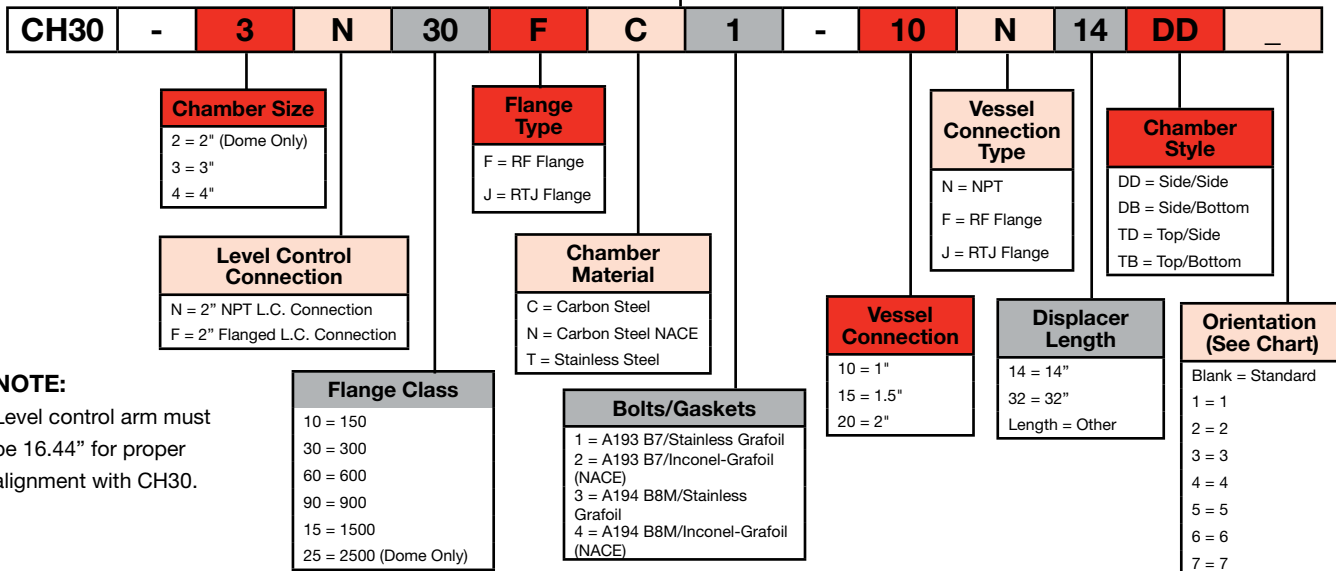 CH30 - 3 N 30 F C 1 - 10 N 14 DD _
Chamber Size
2 = 2" (Dome Only)
3 = 3"
4 = 4"
Flange
Type
F = RF Flange
J = RTJ Flange
Vessel
Connection
Type
N = NPT
F = RF Flange
J = RTJ Flange
Chamber
Style
DD = Side/Side
DB = Side/Bottom
TD = Top/Side
TB = Top/Bottom
Level Control
Connection
N = 2” NPT L.C. Connection
F = 2” Flanged L.C. Connection
Chamber
Material
C = Carbon Steel
N = Carbon Steel NACE
T = Stainless Steel
Vessel
Connection
10 = 1"
15 = 1.5"
20 = 2"
Displacer
Length
14 = 14”
32 = 32”
Length = Other
Orientation
(See Chart)
Blank = Standard
1 = 1
2 = 2
3 = 3
4 = 4
5 = 5
6 = 6
7 = 7
NOTE:
Level control arm must
be 16.44” for proper
alignment with CH30.
Flange Class
10 = 150
30 = 300
60 = 600
90 = 900
15 = 1500
25 = 2500 (Dome Only)
Bolts/Gaskets
1 = A193 B7/Stainless Grafoil
2 = A193 B7/Inconel-Grafoil
(NACE)
3 = A194 B8M/Stainless
Grafoil
4 = A194 B8M/Inconel-Grafoil
(NACE)